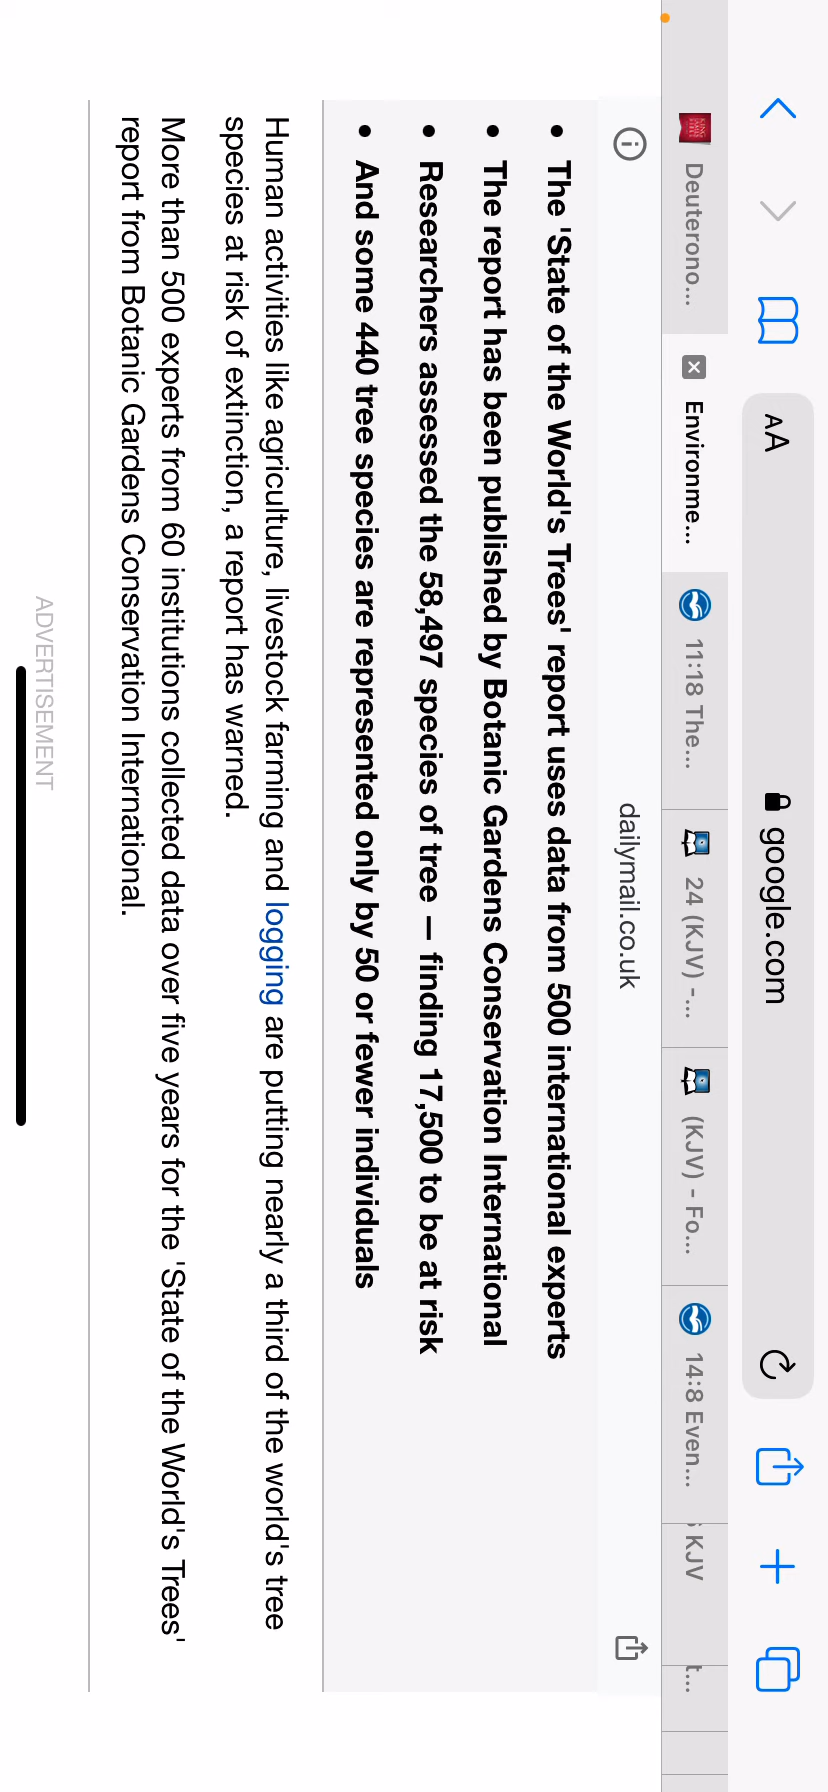 AA
google.com
Deuterono...
Environme...
11:18 The...
24 (KJV) -...
(KJV) - Fo...
14:8 Even...
KJV
t...
dailymail.co.uk
• The 'State of the World's Trees' report uses data from 500 international experts
• The report has been published by Botanic Gardens Conservation International
• Researchers assessed the 58,497 species of tree — finding 17,500 to be at risk
• And some 440 tree species are represented only by 50 or fewer individuals
Human activities like agriculture, livestock farming and logging are putting nearly a third of the world's tree
species at risk of extinction, a report has warned.
More than 500 experts from 60 institutions collected data over five years for the 'State of the World's Trees'
report from Botanic Gardens Conservation International.
ADVERTISEMENT